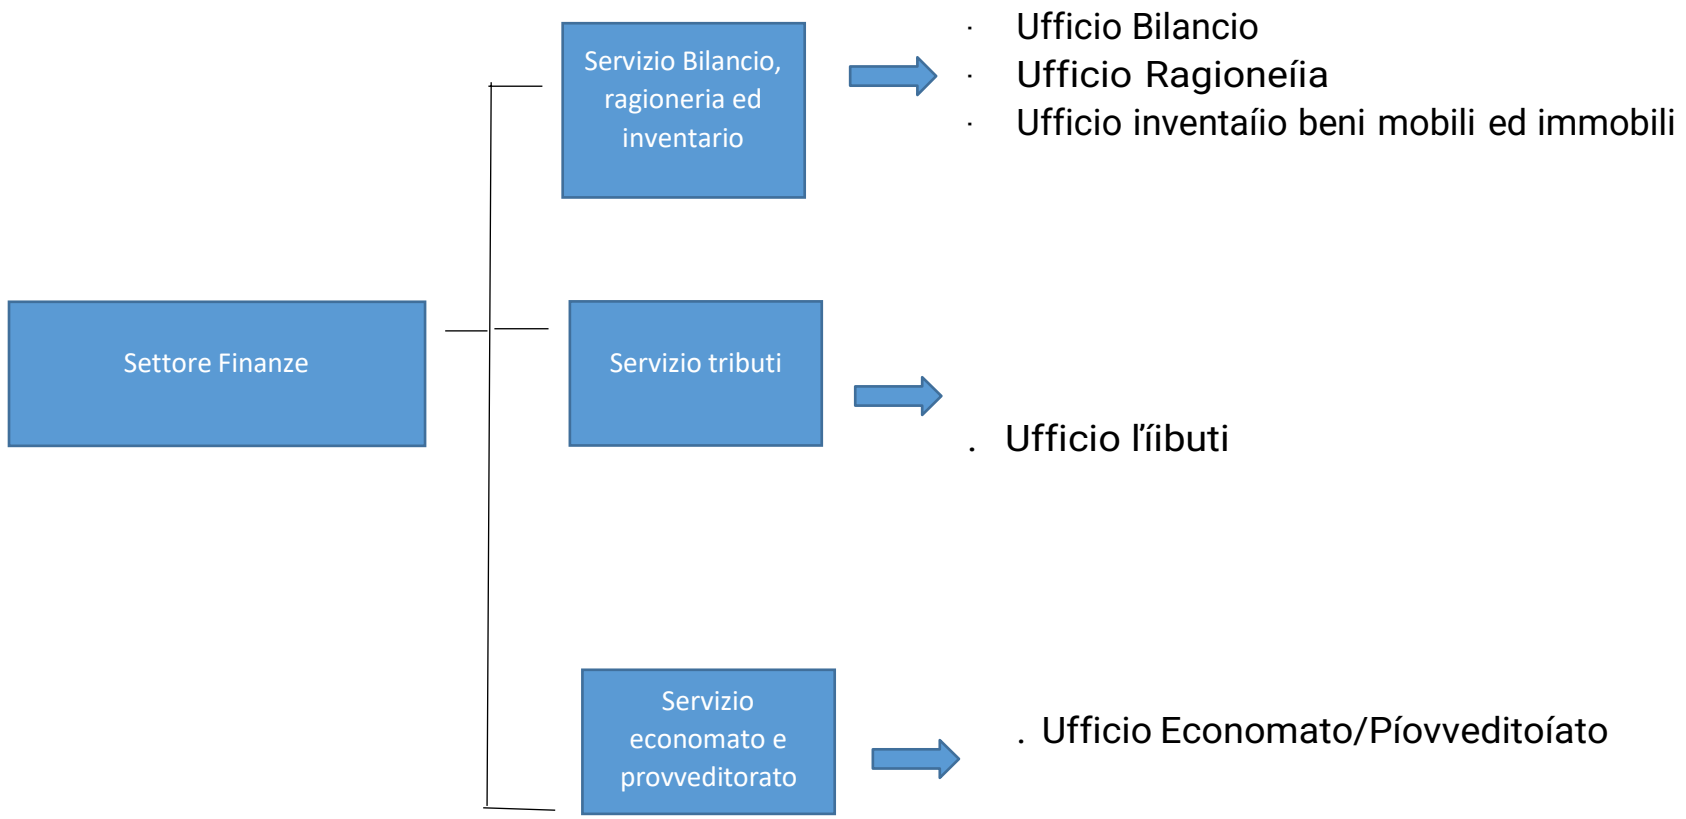 Servizio Bilancio,
ragioneria ed
inventario
· Ufficio Bilancio
· Ufficio Ragioneíia
· Ufficio inventaíio beni mobili ed immobili
Settore Finanze
Servizio tributi
. Ufficio ľíibuti
Servizio
economato e
provveditorato
. Ufficio Economato/Píovveditoíato